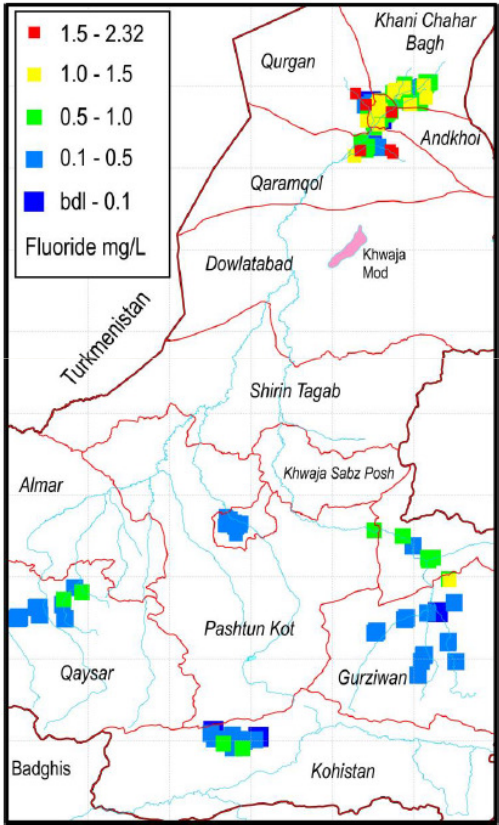 1.5 - 2.32
1.0 - 1.5
0.5 - 1.0
0.1 - 0.5
bdl - 0.1
Fluoride mg/L
Khani Chahar
Bagh
Qurgan
AndkhoI
Qaramqol
Dowlatabad
Khwaja
Mod
Turkmenistan
Shirin Tagab
Khwaja Sabz Posh
Almar
Pashtun Kot
Qaysar
Gurziwan
Badghis
Kohistan